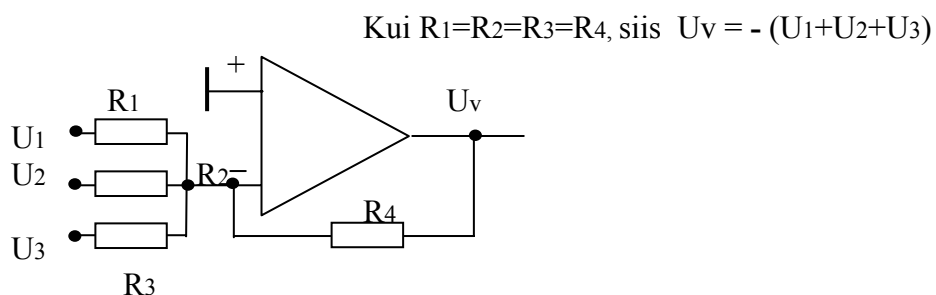 Kui R1=R2=R3=R4, siis Uv = - (U1+U2+U3)
+
Uv
R1
U1
U2
R2
−
R4
U3
R3